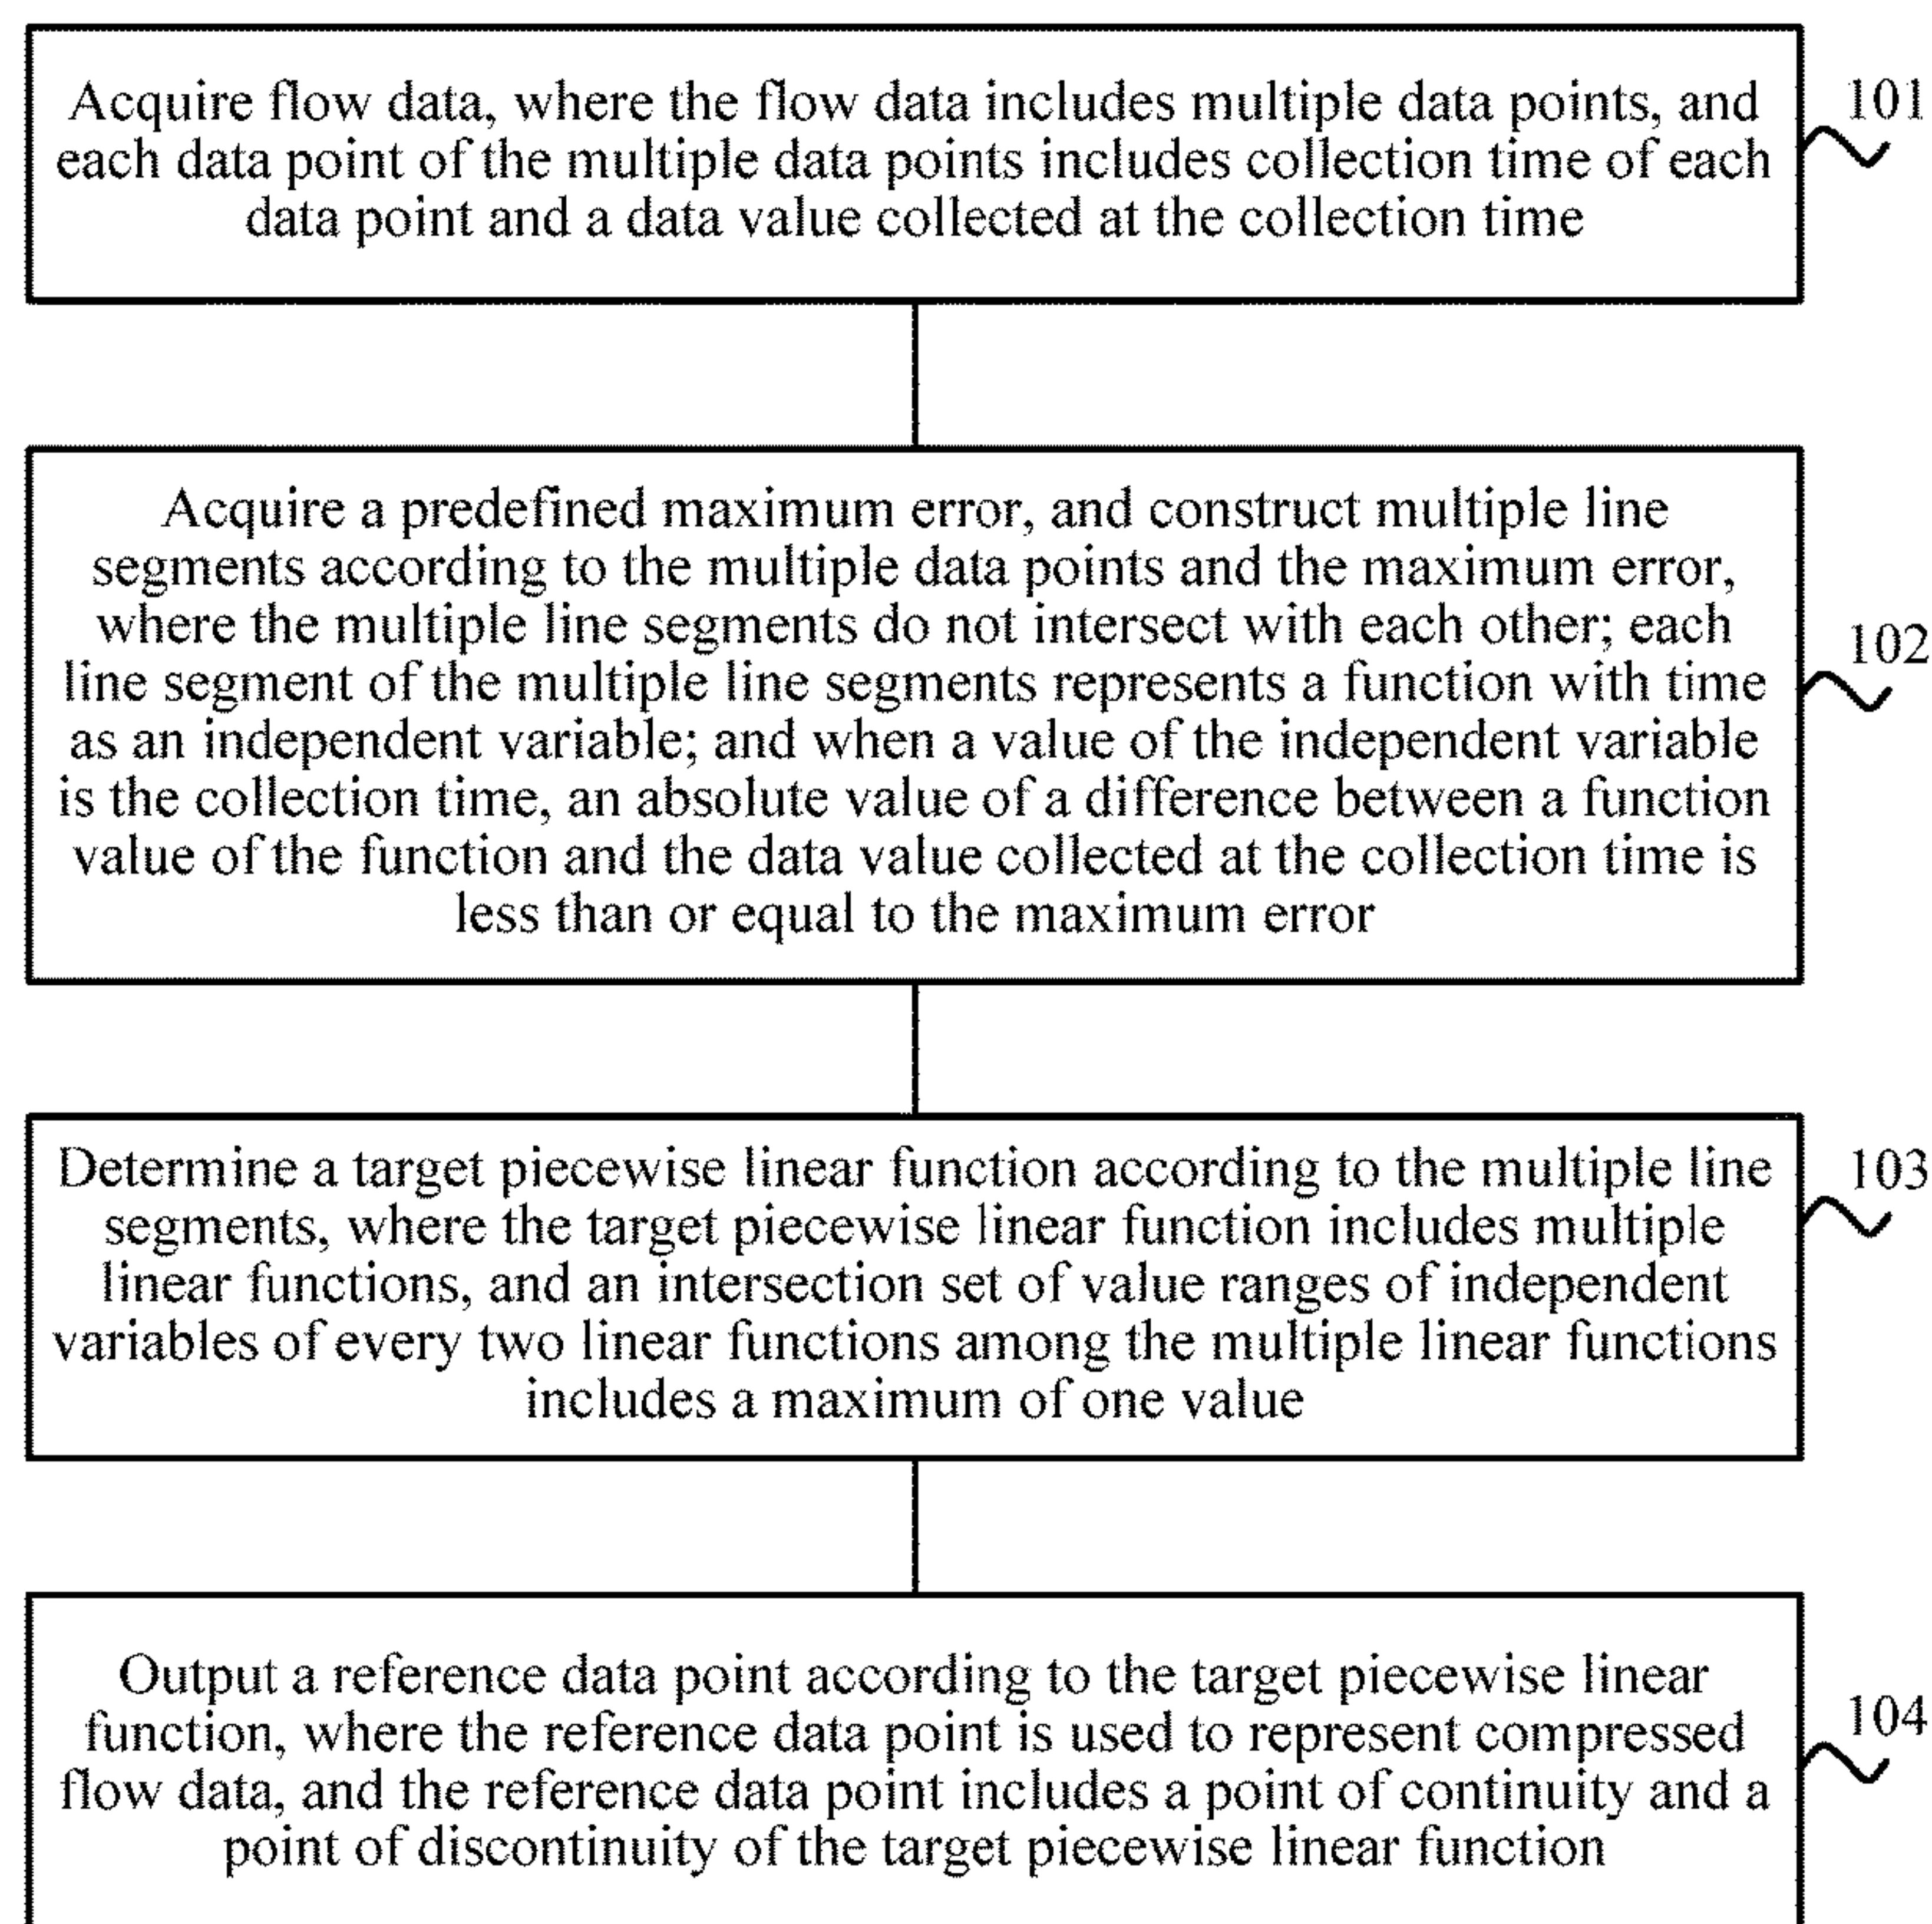 Acquire flow data, where the flow data includes multiple data points, and
each data point of the multiple data points includes collection time of each
data point and a data value collected at the collection time
101
Acquire a predefined maximum error, and construct multiple line
segments according to the multiple data points and the maximum error,
where the multiple line segments do not intersect with each other; each
line segment of the multiple line segments represents a function with time
as an independent variable; and when a value of the independent variable
is the collection time, an absolute value of a difference between a function
value of the function and the data value collected at the collection time is
less than or equal to the maximum error
102
Determine a target piecewise linear function according to the multiple line
segments, where the target piecewise linear function includes multiple
linear functions, and an intersection set of value ranges of independent
variables of every two linear functions among the multiple linear functions
includes a maximum of one value
103
Output a reference data point according to the target piecewise linear
function, where the reference data point is used to represent compressed
flow data, and the reference data point includes a point of continuity and a
point of discontinuity of the target piecewise linear function
104